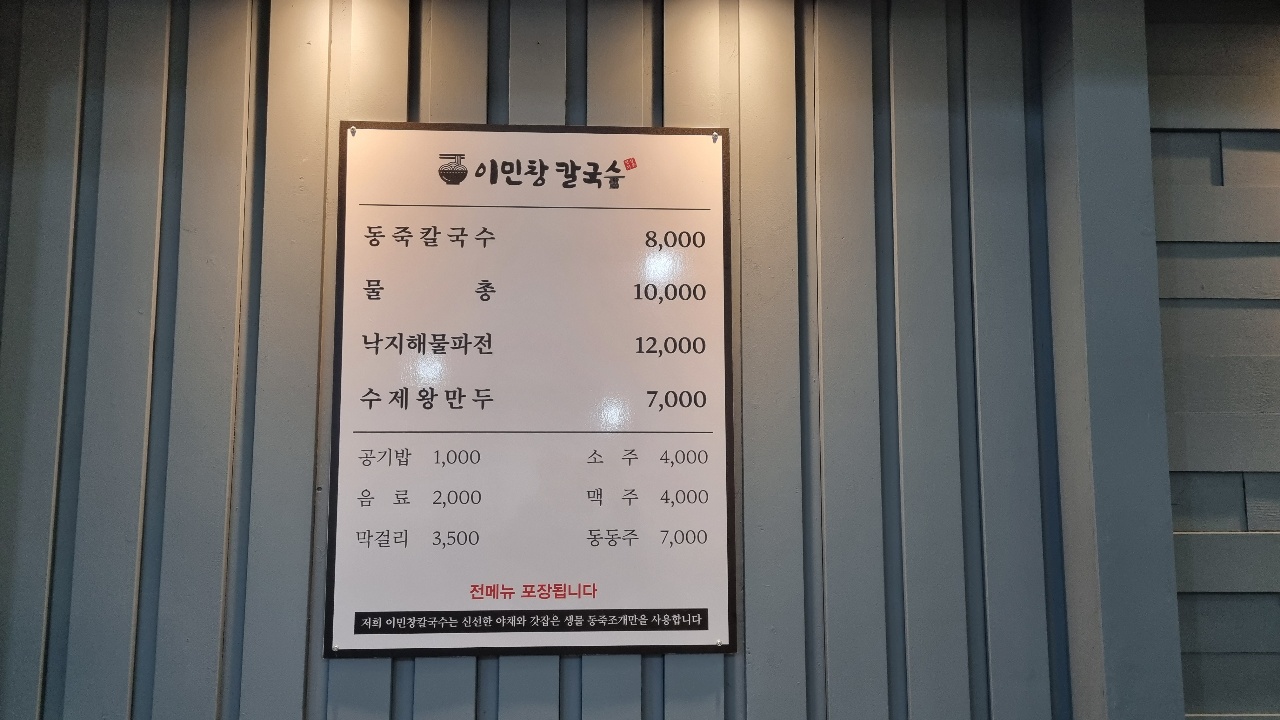 이민창 칼국수
동죽칼국수 8,000
물총 10,000
낙지해물파전 12,000
수제왕만두 7,000
공기밥 1,000 소주 4,000
음료 2,000 맥주 4,000
막걸리 3,500 동동주 7,000
전메뉴 포장됩니다
저희 이민창칼국수는 신선한 야채와 갓잡은 생물 동죽조개만을 사용합니다